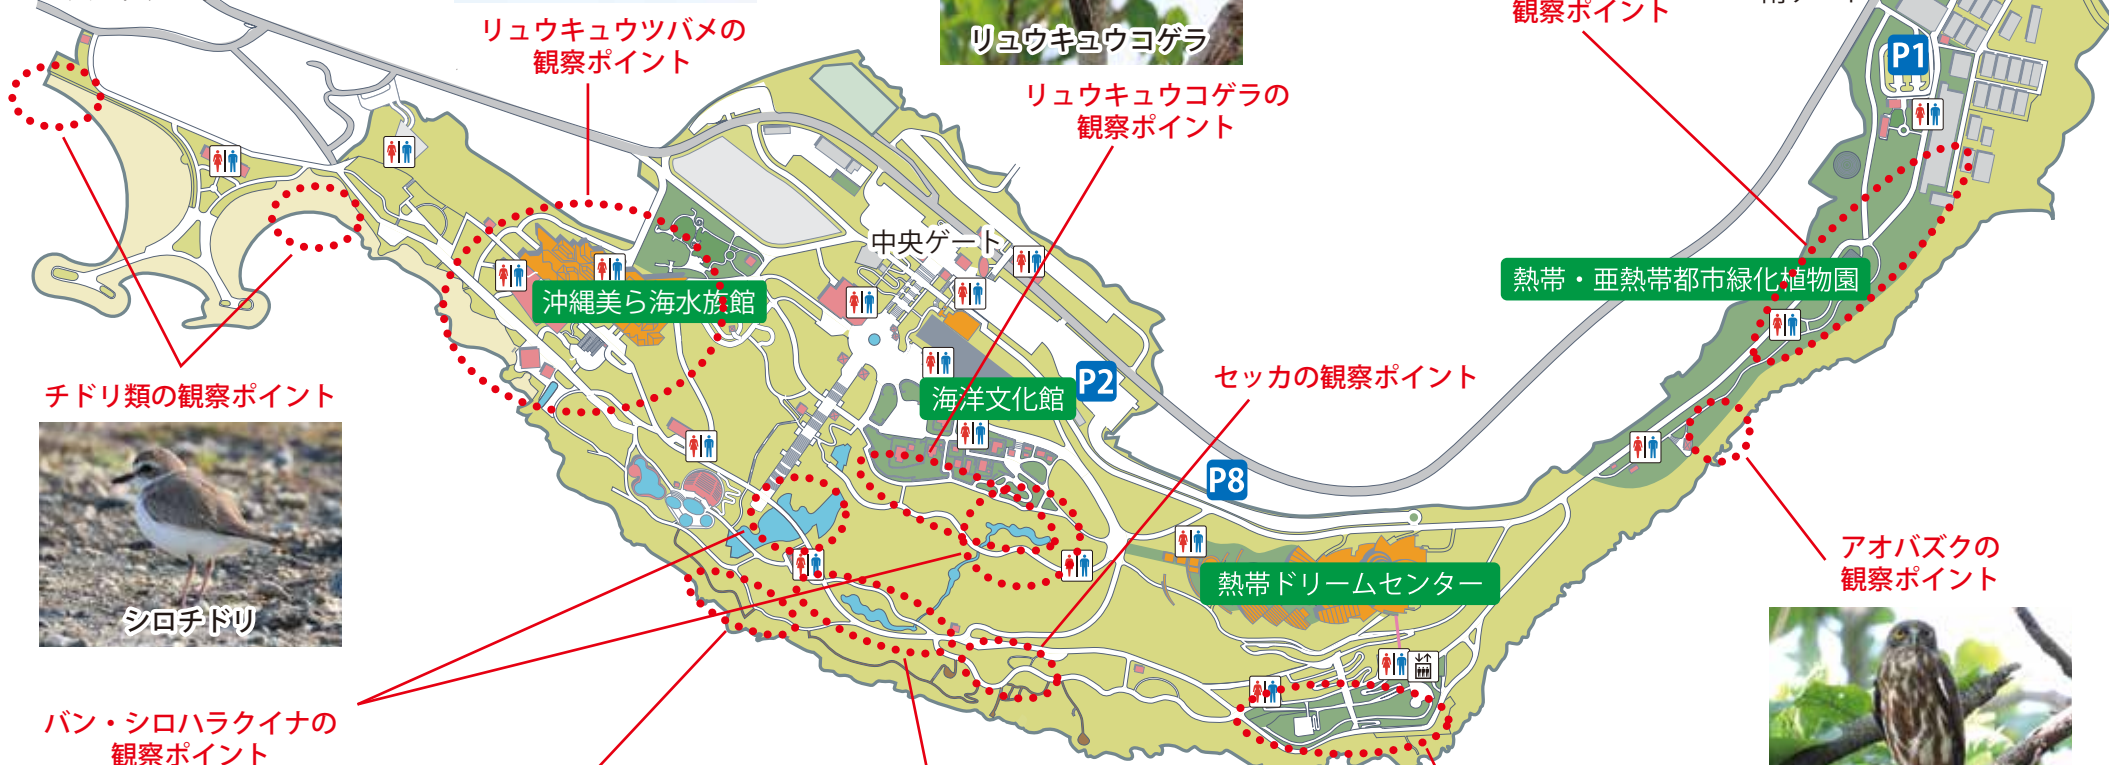 リュウキュウツバメの
観察ポイント
リュウキュウコゲラ
観察ポイント
P1
リュウキュウコゲラの
観察ポイント
中央ゲート
沖縄美ら海水族館
熱帯・亜熱帯都市緑化植物園
チドリ類の観察ポイント
海洋文化館
P2
セッカの観察ポイント
P8
シロチドリ
熱帯ドリームセンター
アオバズクの
観察ポイント
バン・シロハラクイナの
観察ポイント